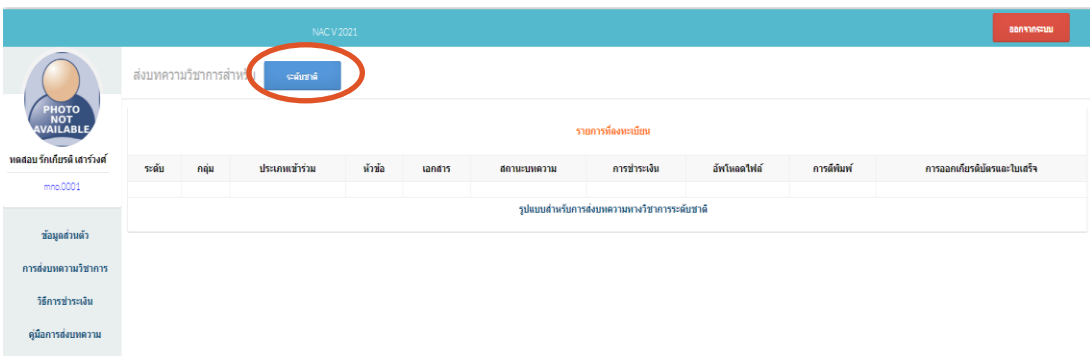 NACV2021
ออกจากระบบ
ส่งบทความวิชาการสำหรับ ระดับชาติ
PHOTO
NOT
AVAILABLE
ทดสอบ รักเกียรติ เสาร์วงศ์
mno.0001
รายการที่ลงทะเบียน
ระดับ กลุ่ม ประเภทเข้าร่วม หัวข้อ เอกสาร สถานะบทความ การชำระเงิน อัพโหลดไฟล์ การตีพิมพ์ การออกเกียรติบัตรและใบเสร็จ
รูปแบบสำหรับการส่งบทความทางวิชาการระดับชาติ
ข้อมูลส่วนตัว
การส่งบทความวิชาการ
วิธีการชำระเงิน
คู่มือการส่งบทความ